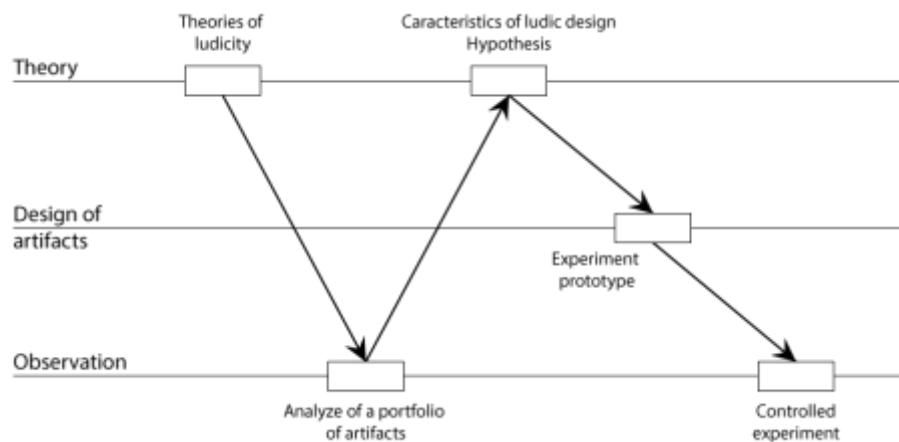 Theories of
ludicity
Caracteristics of ludic design
Hypothesis
Theory
Design of
artifacts
Experiment
prototype
Observation
Analyze of a portfolio
of artifacts
Controlled
experiment